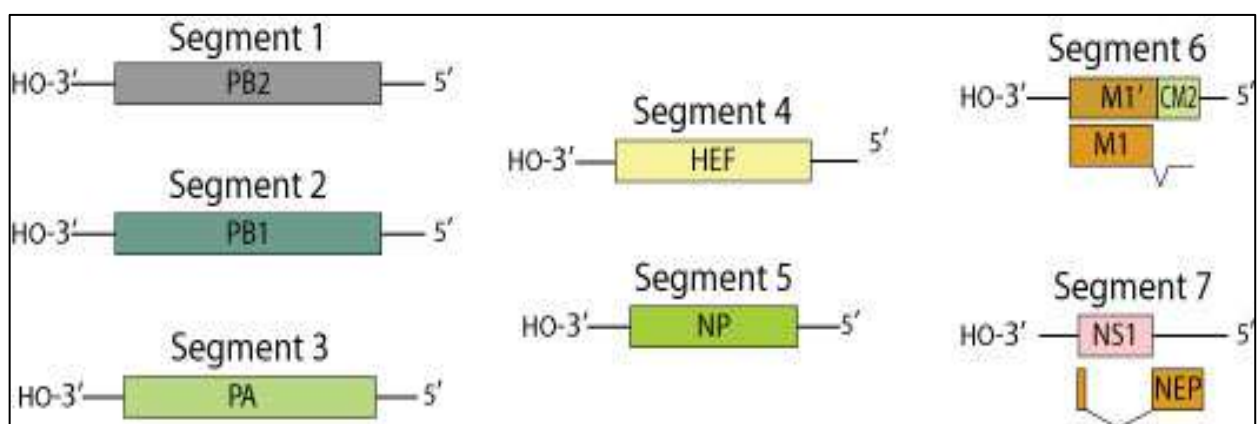 Segment 1
HO-3' PB2 5'
Segment 2
HO-3' PB1 5'
Segment 3
HO-3' PA 5'
Segment 4
HO-3' HEF 5'
Segment 5
HO-3' NP 5'
Segment 6
HO-3' M1' CM2 5'
M1
Segment 7
HO-3' NS1 5'
NEP